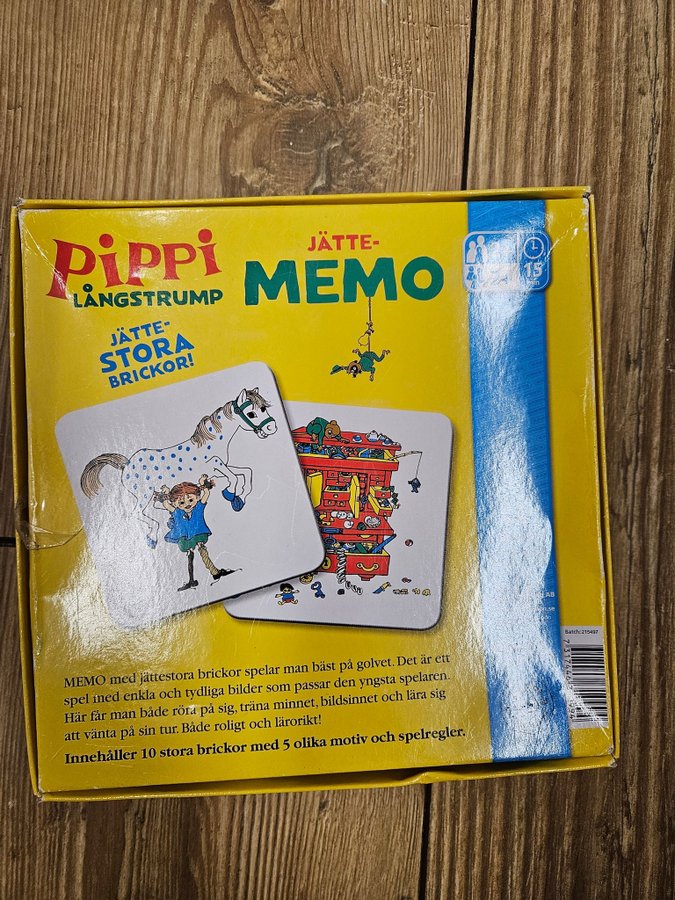 PiPPi
LÅNGSTRUMP
JÄTTE-
MEMO
15
min
JÄTTE-
STORA
BRICKOR!
AB
Batch: 215497
MEMO med jättestora brickor spelar man bäst på golvet. Det är ett
spel med enkla och tydliga bilder som passar den yngsta spelaren.
Här får man både röra på sig, träna minnet, bildsinnet och lära sig
att vänta på sin tur. Både roligt och lärorikt!
Innehåller 10 stora brickor med 5 olika motiv och spelregler.